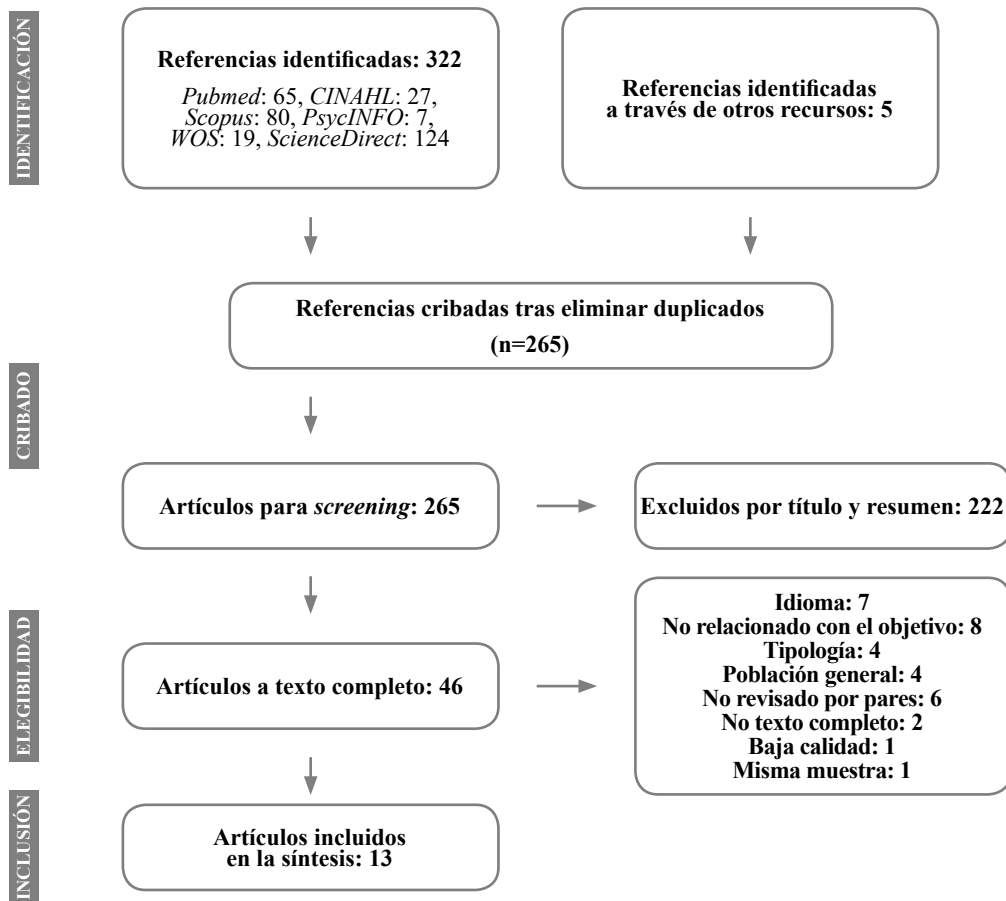 IDENTIFICACIÓN
Referencias identificadas: 322
Pubmed: 65, CINAHL: 27,
Scopus: 80, PsycINFO: 7,
WOS: 19, ScienceDirect: 124
Referencias identificadas
a través de otros recursos: 5
Referencias cribadas tras eliminar duplicados
(n=265)
CRIBADO
Artículos para screening: 265
Excluidos por título y resumen: 222
ELEGIBILIDAD
Artículos a texto completo: 46
Idioma: 7
No relacionado con el objetivo: 8
Tipología: 4
Población general: 4
No revisado por pares: 6
No texto completo: 2
Baja calidad: 1
Misma muestra: 1
INCLUSIÓN
Artículos incluidos
en la síntesis: 13